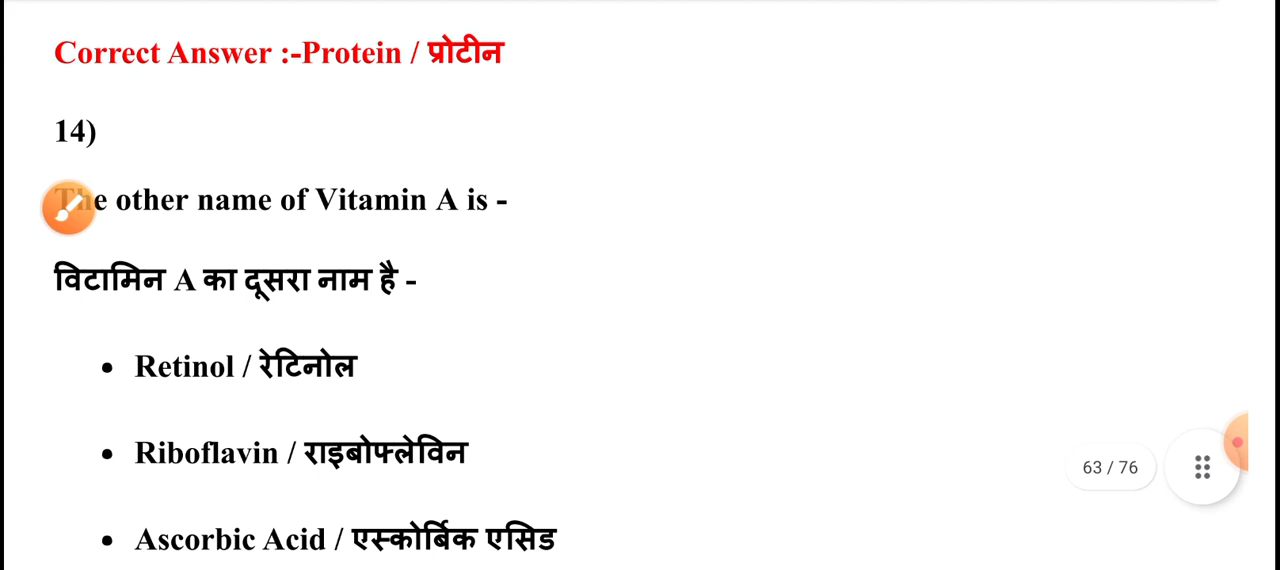 Correct Answer :-Protein / प्रोटीन
14)
The other name of Vitamin A is -
विटामिन A का दूसरा नाम है -
• Retinol / रेटिनोल
• Riboflavin / राइबोफ्लेविन
63 / 76
• Ascorbic Acid / एस्कोर्बिक एसिड